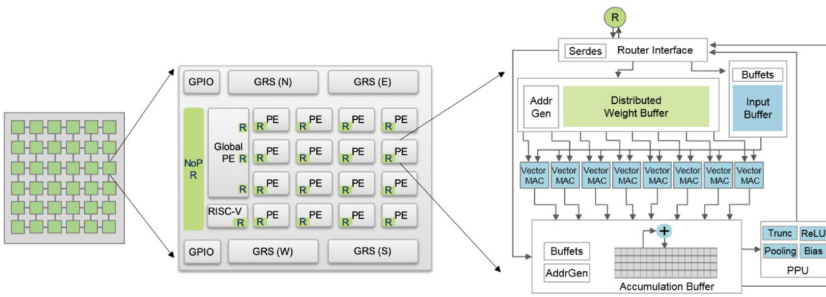 GPIO
GRS (N)
GRS (E)
NoP
R
Global
PE
R
R
R
RISC-V
R
PE
R
PE
R
PE
R
PE
R
PE
R
PE
R
PE
R
PE
R
PE
R
PE
R
PE
R
PE
R
PE
R
PE
R
PE
R
PE
R
GPIO
GRS (W)
GRS (S)
R
Serdes
Router Interface
Addr
Gen
Distributed
Weight Buffer
Buffets
Input
Buffer
Vector
MAC
Vector
MAC
Vector
MAC
Vector
MAC
Vector
MAC
Vector
MAC
Vector
MAC
Vector
MAC
Buffets
AddrGen
+
Accumulation Buffer
Trunc
ReLU
Pooling
Bias
PPU